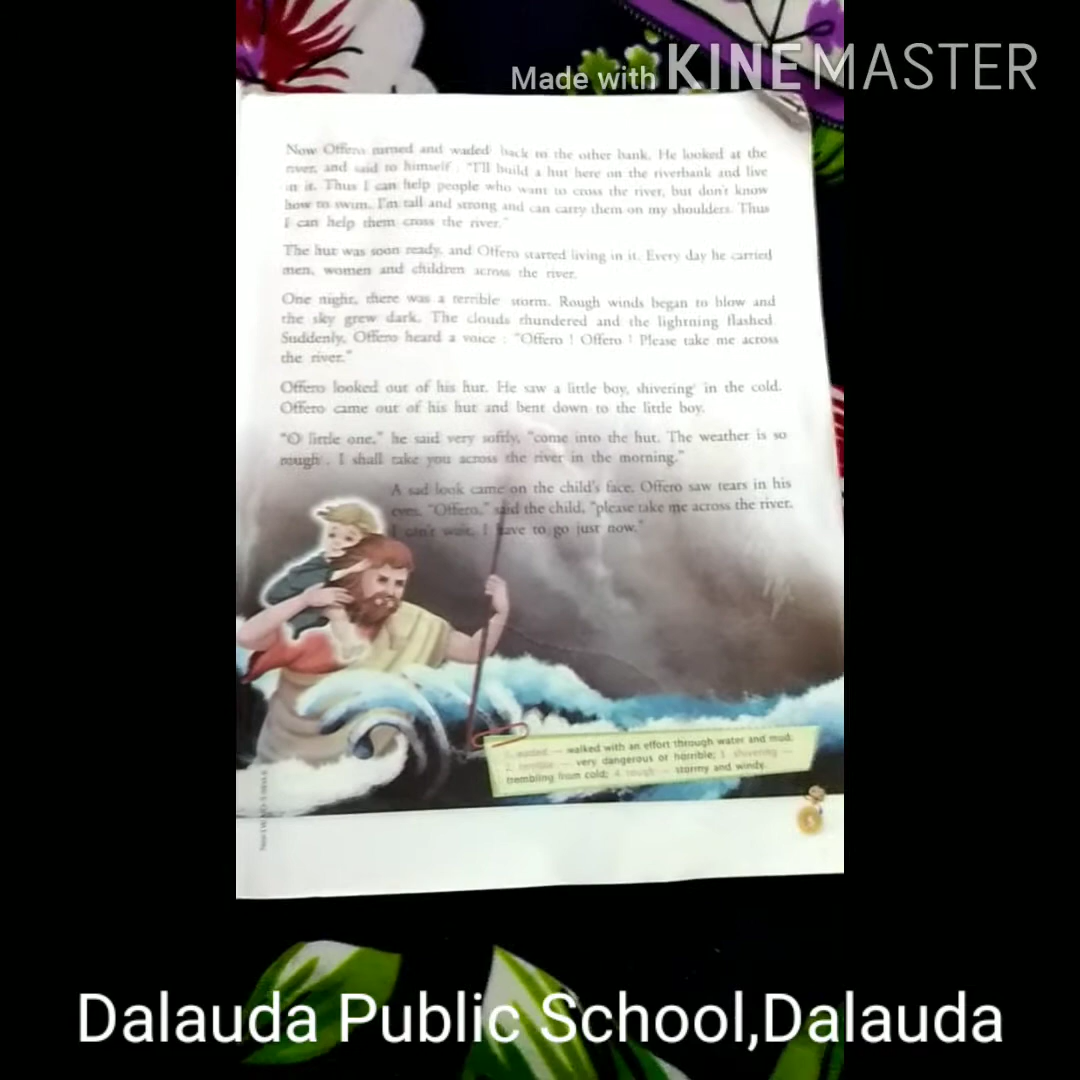 Made with KINEMASTER
Now Offero turned and waded back to the other bank. He looked at the
river, and said to himself : "I'll build a hut here on the riverbank and live
in it. Thus I can help people who want to cross the river, but don't know
how to swim. I'm tall and strong and can carry them on my shoulders. Thus
I can help them cross the river."
The hut was soon ready, and Offero started living in it. Every day he carried
men, women and children across the river.
One night, there was a terrible storm. Rough winds began to blow and
the sky grew dark. The clouds thundered and the lightning flashed.
Suddenly, Offero heard a voice : "Offero ! Offero ! Please take me across
the river."
Offero looked out of his hut. He saw a little boy, shivering in the cold.
Offero came out of his hut and bent down to the little boy.
"O little one," he said very softly, "come into the hut. The weather is so
rough . I shall take you across the river in the morning."
A sad look came on the child's face. Offero saw tears in his
eyes. "Offero," said the child, "please take me across the river.
I can't wait. I have to go just now."
1. waded — walked with an effort through water and mud;
2. terrible — very dangerous or horrible; 3. shivering —
trembling from cold; 4. rough — stormy and windy.
5
Dalauda Public School,Dalauda